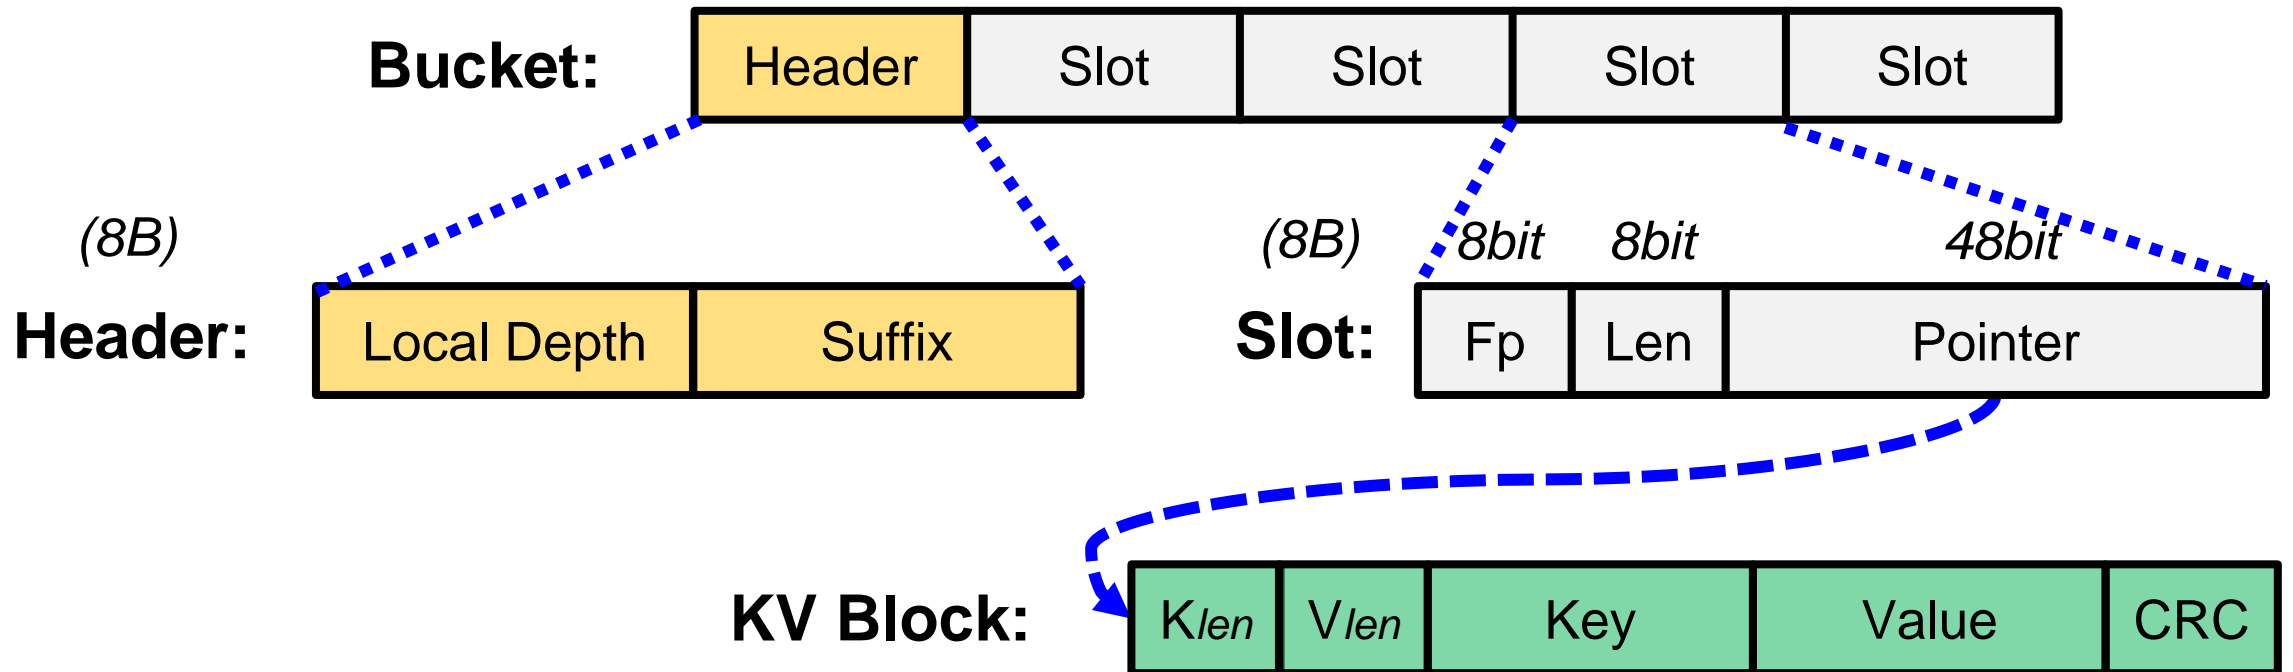 Bucket: Header Slot Slot Slot Slot
(8B) (8B) 8bit 8bit 48bit
Header: Local Depth Suffix Slot: Fp Len Pointer
KV Block: Klen Vlen Key Value CRC